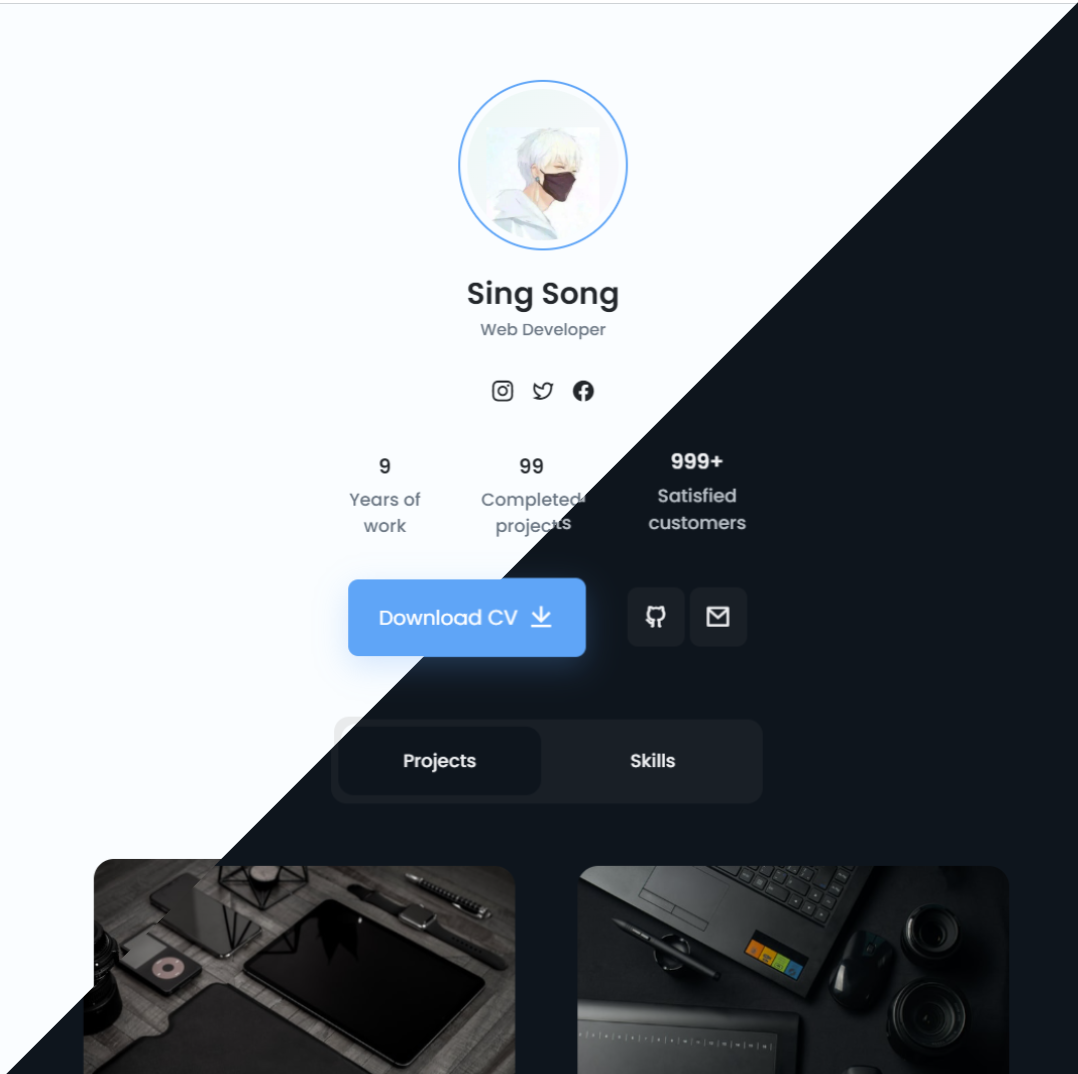 Sing Song
Web Developer
9
99
999+
Years of
work
Completed
projects
Satisfied
customers
Download CV
Projects
Skills